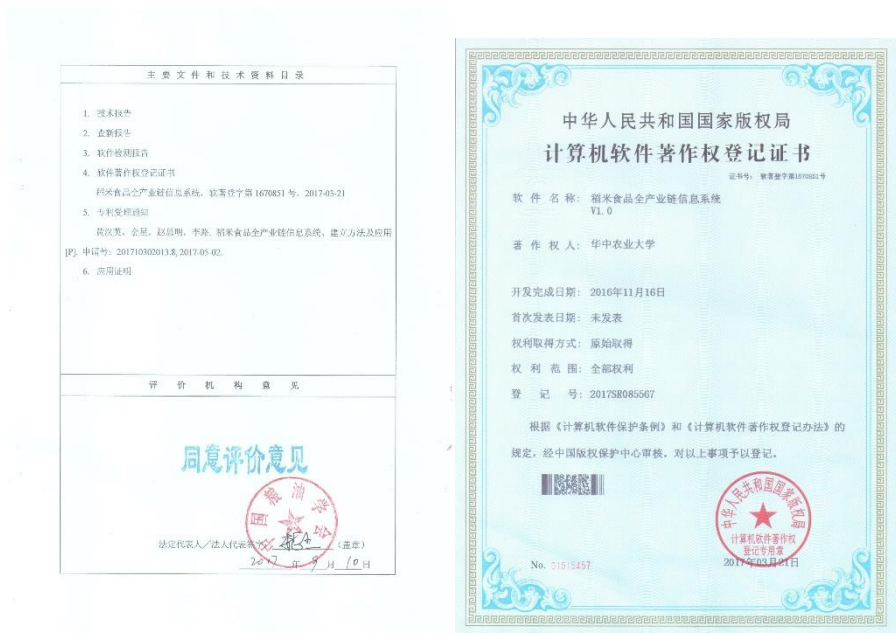 主要文件和技术资料目录
1. 技术报告
2. 查新报告
3. 软件检测报告
4. 软件著作权登记证书
稻米食品全产业链信息系统，软著登字第 1670851 号，2017-03-21
5. 专利受理通知
黄汉英，
赵思明，李路. 稻米食品全产业链信息系统、建立方法及应用
[P]. 申请号：201710302013.8, 2017-05-02.
6. 应用证明
评价机构意见
同意评价意见
中国粮油学会
法定代表人／法人代表签字：
（盖章）
2017 年 9 月 10 日
中华人民共和国国家版权局
计算机软件著作权登记证书
证书号： 软著登字第1670851号
软件名称： 稻米食品全产业链信息系统
V1.0
著作权人： 华中农业大学
开发完成日期： 2016年11月16日
首次发表日期： 未发表
权利取得方式： 原始取得
权利范围： 全部权利
登记号： 2017SR085567
根据《计算机软件保护条例》和《计算机软件著作权登记办法》的
规定，经中国版权保护中心审核，对以上事项予以登记。
中华人民共和国国家版权局
计算机软件著作权
登记专用章
No. 01516457
2017年03月21日